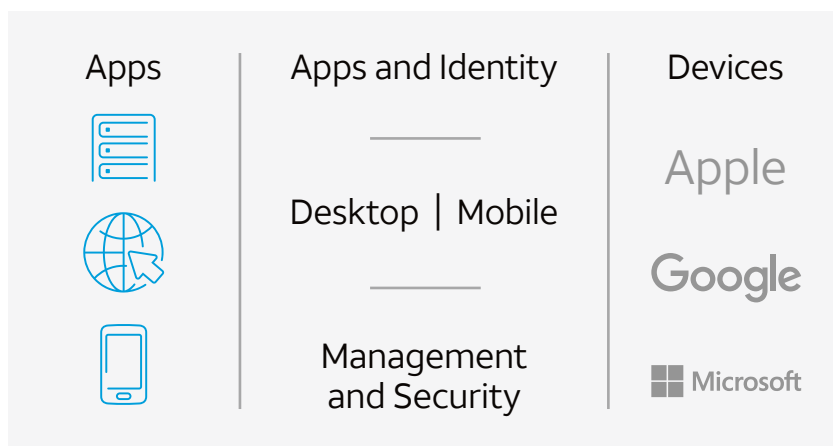 Apps
Apps and Identity
Desktop | Mobile
Management
and Security
Devices
Apple
Google
Microsoft